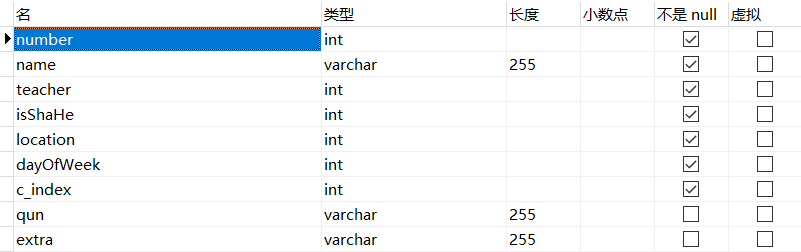 名 类型 长度 小数点 不是 null 虚拟
number int
name varchar 255
teacher int
isShaHe int
location int
dayOfWeek int
c_index int
qun varchar 255
extra varchar 255